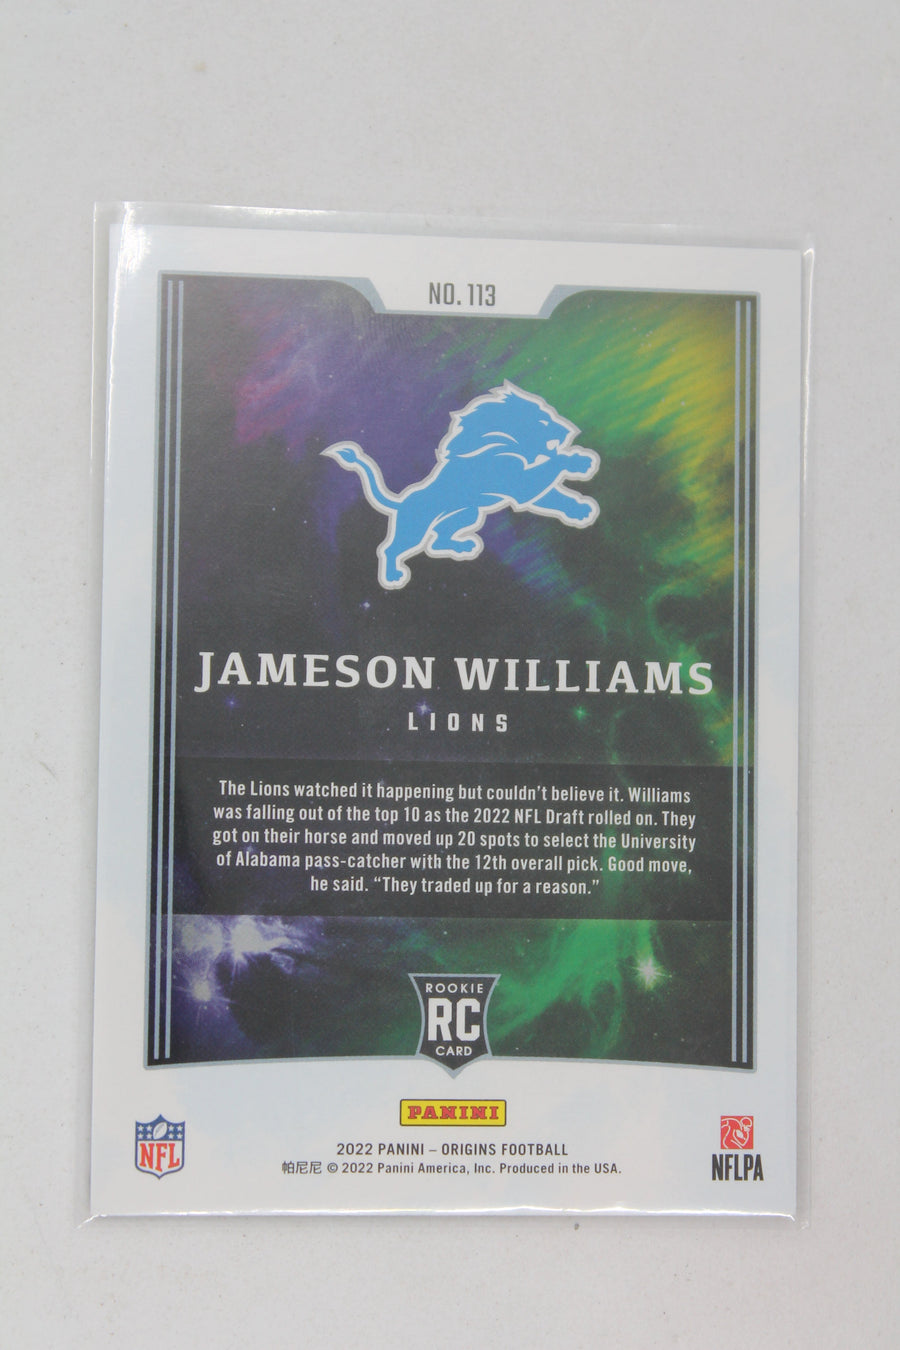 NO. 113
JAMESON WILLIAMS
LIONS
The Lions watched it happening but couldn't believe it. Williams
was falling out of the top 10 as the 2022 NFL Draft rolled on. They
got on their horse and moved up 20 spots to select the University
of Alabama pass-catcher with the 12th overall pick. Good move,
he said. “They traded up for a reason.”
ROOKIE
RC
CARD
PANINI
NFL
2022 PANINI – ORIGINS FOOTBALL
帕尼尼 © 2022 Panini America, Inc. Produced in the USA.
NFLPA